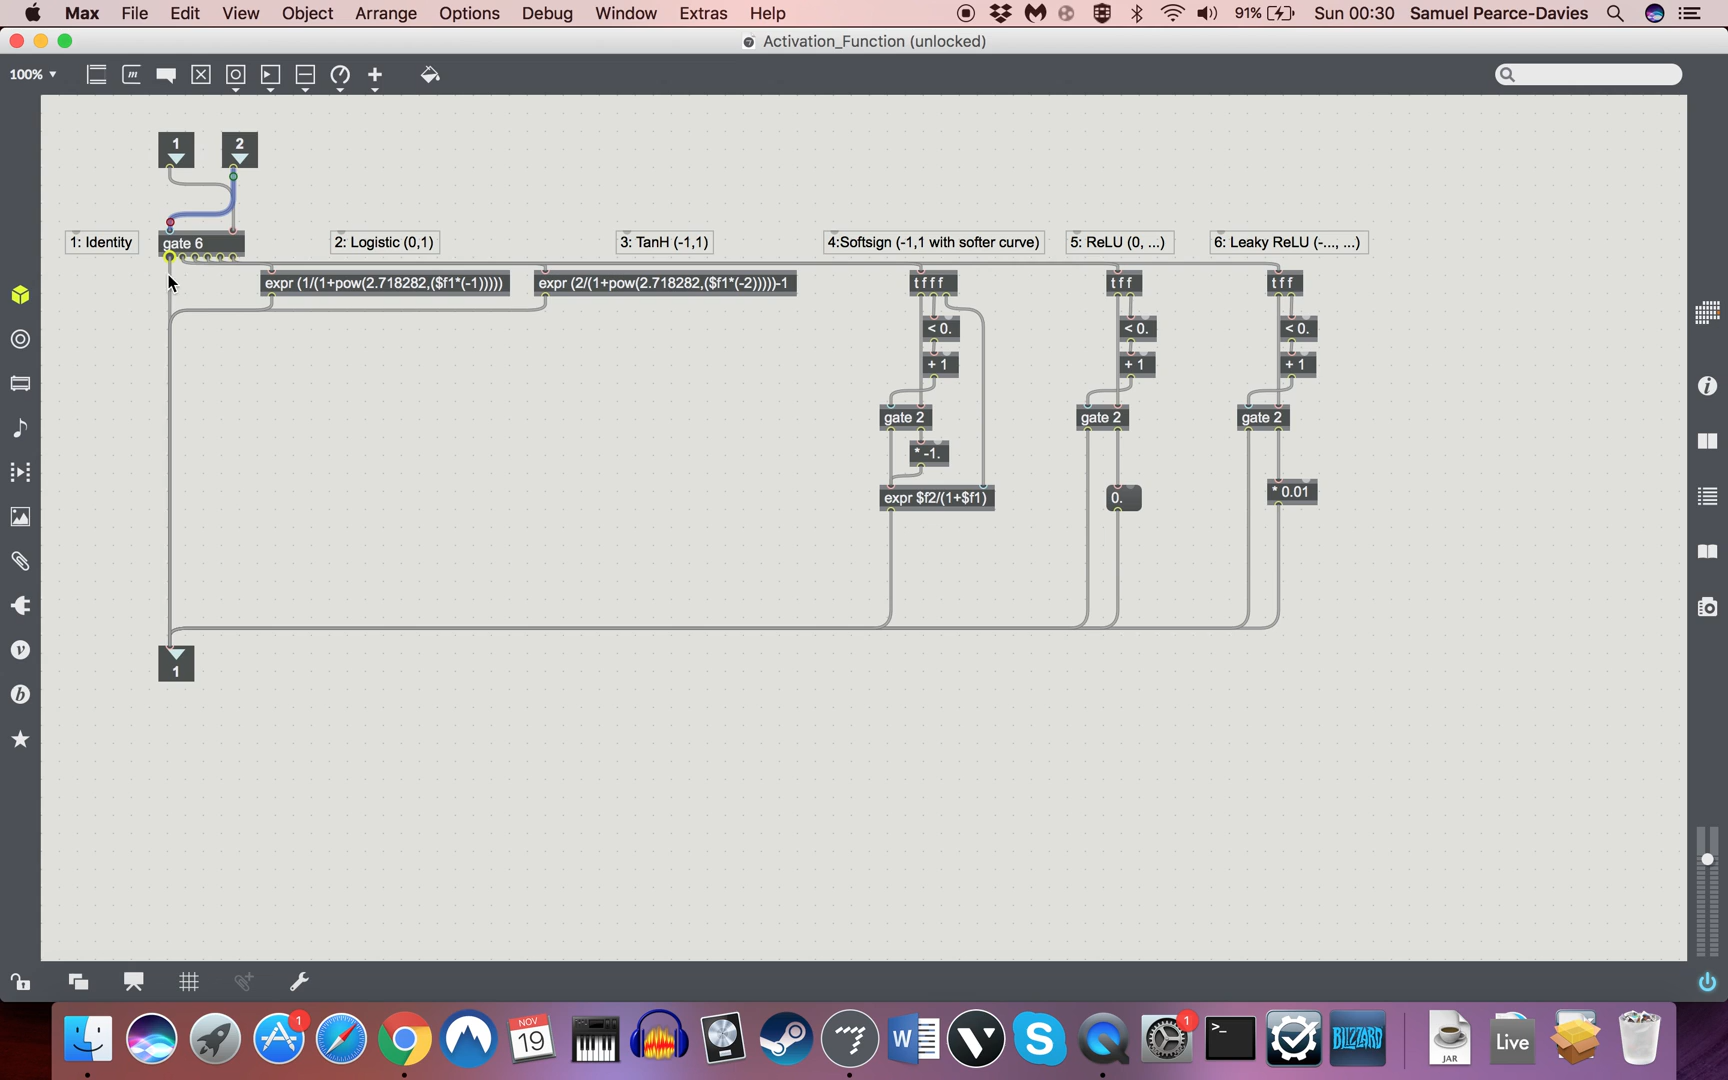 Max File Edit View Object Arrange Options Debug Window Extras Help 91% Sun 00:30 Samuel Pearce-Davies
Activation_Function (unlocked)
100%
m
1 2
1: Identity gate 6 2: Logistic (0,1) 3: TanH (-1,1) 4:Softsign (-1,1 with softer curve) 5: ReLU (0, ...) 6: Leaky ReLU (-..., ...)
expr (1/(1+pow(2.718282,($f1*(-1))))) expr (2/(1+pow(2.718282,($f1*(-2)))))-1 t f f f t f f t f f
< 0. < 0. < 0.
+ 1 + 1 + 1
gate 2 gate 2 gate 2
* -1.
expr $f2/(1+$f1) 0. * 0.01
1
v
b
1 NOV 19 W 1 >_ BLIZZARD JAR Live